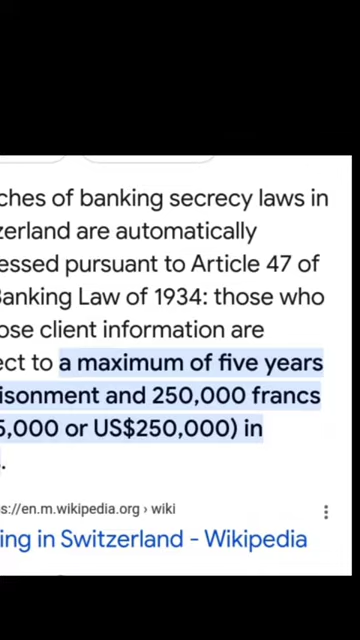 ches of banking secrecy laws in
zerland are automatically
essed pursuant to Article 47 of
Banking Law of 1934: those who
ose client information are
ect to a maximum of five years
isonment and 250,000 francs
5,000 or US$250,000) in
.
s://en.m.wikipedia.org › wiki
ing in Switzerland - Wikipedia